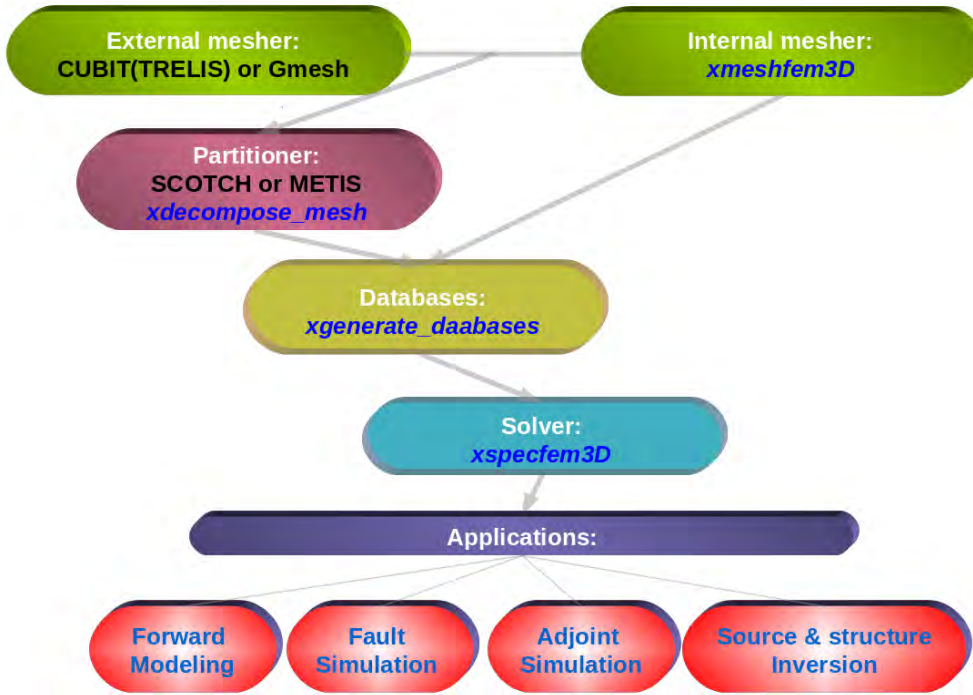 External mesher:
CUBIT(TRELIS) or Gmesh
Internal mesher:
xmeshfem3D
Partitioner:
SCOTCH or METIS
xdecompose_mesh
Databases:
xgenerate_daabases
Solver:
xspecfem3D
Applications:
Forward
Modeling
Fault
Simulation
Adjoint
Simulation
Source & structure
Inversion